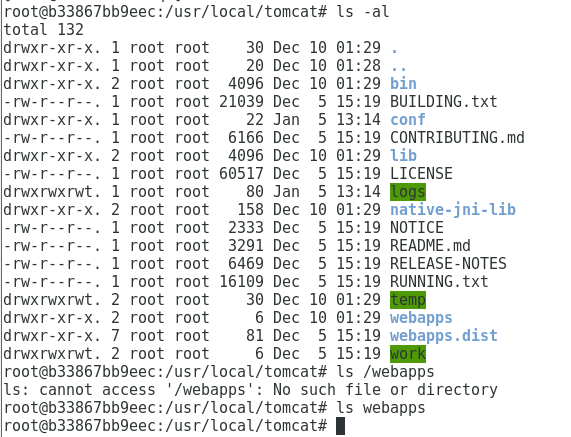 root@b33867bb9eec:/usr/local/tomcat# ls -al
total 132
drwxr-xr-x. 1 root root    30 Dec 10 01:29 .
drwxr-xr-x. 1 root root    20 Dec 10 01:28 ..
drwxr-xr-x. 2 root root  4096 Dec 10 01:29 bin
-rw-r--r--. 1 root root 21039 Dec  5 15:19 BUILDING.txt
drwxr-xr-x. 1 root root    22 Jan  5 13:14 conf
-rw-r--r--. 1 root root  6166 Dec  5 15:19 CONTRIBUTING.md
drwxr-xr-x. 2 root root  4096 Dec 10 01:29 lib
-rw-r--r--. 1 root root 60517 Dec  5 15:19 LICENSE
drwxrwxrwt. 1 root root    80 Jan  5 13:14 logs
drwxr-xr-x. 2 root root   158 Dec 10 01:29 native-jni-lib
-rw-r--r--. 1 root root  2333 Dec  5 15:19 NOTICE
-rw-r--r--. 1 root root  3291 Dec  5 15:19 README.md
-rw-r--r--. 1 root root  6469 Dec  5 15:19 RELEASE-NOTES
-rw-r--r--. 1 root root 16109 Dec  5 15:19 RUNNING.txt
drwxrwxrwt. 2 root root    30 Dec 10 01:29 temp
drwxr-xr-x. 2 root root     6 Dec 10 01:29 webapps
drwxr-xr-x. 7 root root    81 Dec  5 15:19 webapps.dist
drwxrwxrwt. 2 root root     6 Dec  5 15:19 work
root@b33867bb9eec:/usr/local/tomcat# ls /webapps
ls: cannot access '/webapps': No such file or directory
root@b33867bb9eec:/usr/local/tomcat# ls webapps
root@b33867bb9eec:/usr/local/tomcat#